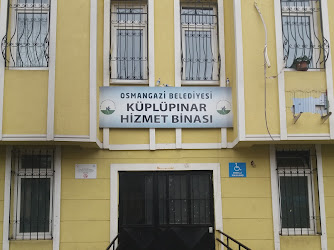 OSMANGAZİ BELEDİYESİ
KÜPLÜPINAR
HİZMET BİNASI